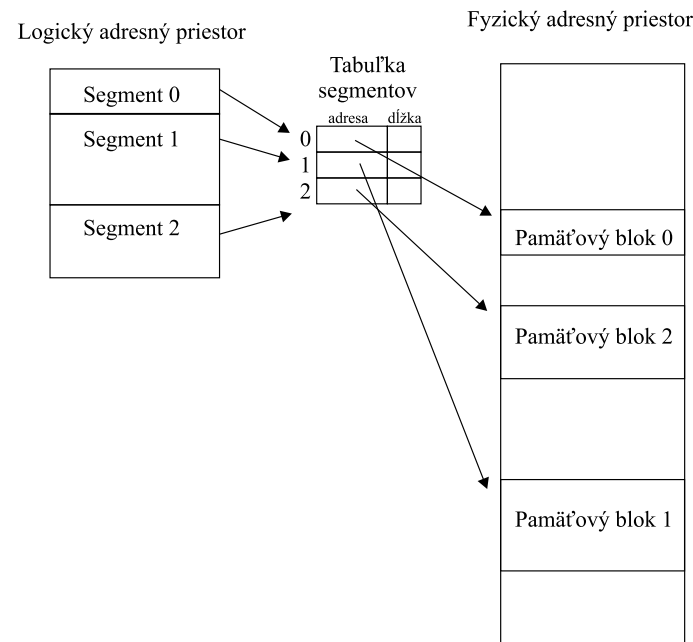 Logický adresný priestor
Fyzický adresný priestor
Segment 0
Segment 1
Segment 2
Tabuľka
segmentov
adresa dĺžka
0
1
2
Pamäťový blok 0
Pamäťový blok 2
Pamäťový blok 1